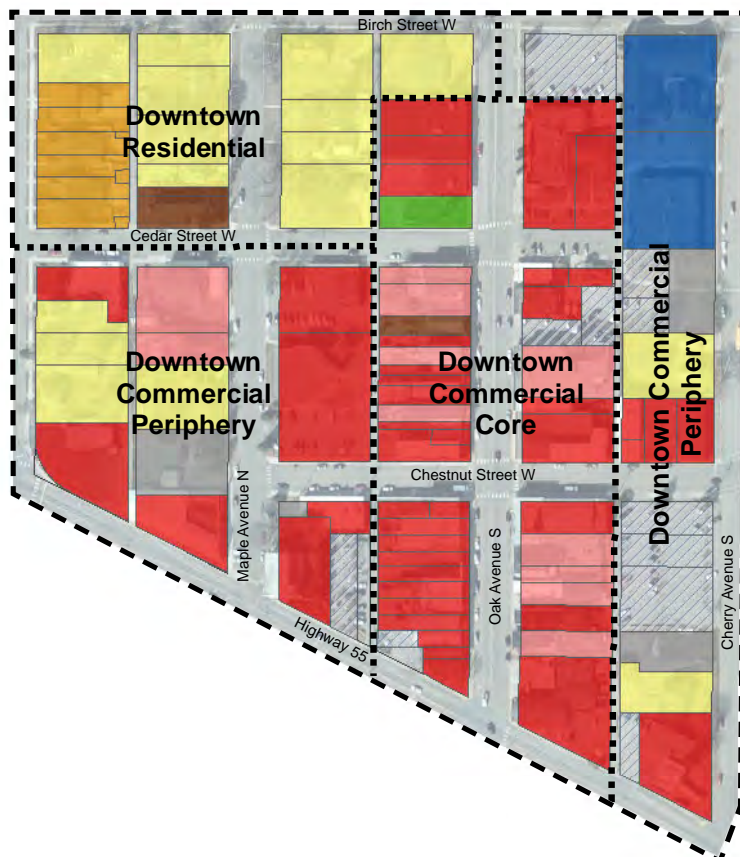 Birch Street W
Downtown
Residential
Cedar Street W
Downtown
Commercial
Periphery
Downtown
Commercial
Core
Downtown Commercial
Periphery
Chestnut Street W
Maple Avenue N
Oak Avenue S
Cherry Avenue S
Highway 55